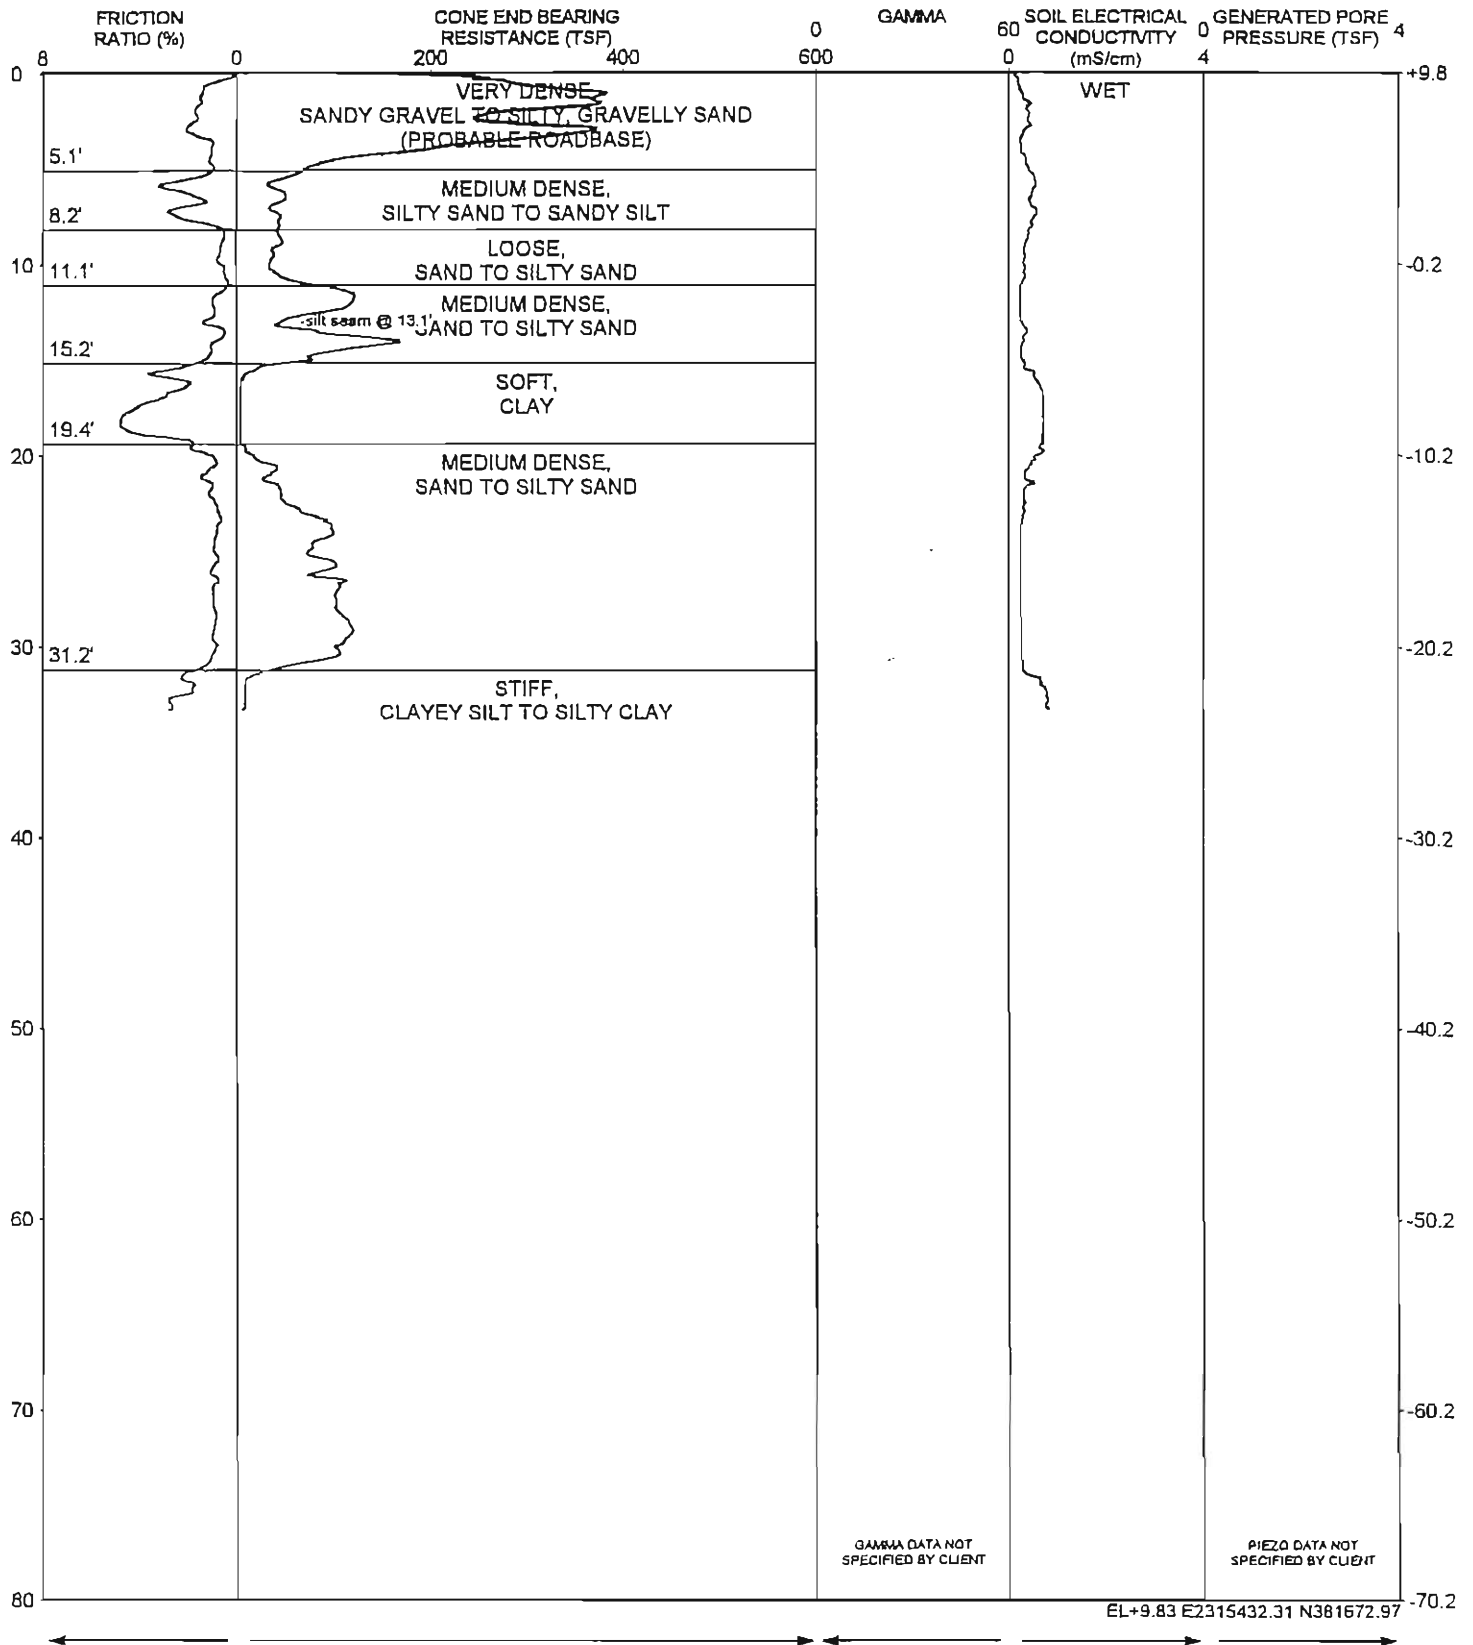 FRICTION
RATIO (%)
CONE END BEARING
RESISTANCE (TSF)
GAMMA
SOIL ELECTRICAL
CONDUCTIVITY
(mS/cm)
GENERATED PORE
PRESSURE (TSF)
0 60 0 4
8 0 200 400 600 0 4
0 +9.8
VERY DENSE,
SANDY GRAVEL TO SILTY, GRAVELLY SAND
(PROBABLE ROADBASE)
WET
5.1'
MEDIUM DENSE,
SILTY SAND TO SANDY SILT
8.2'
LOOSE,
SAND TO SILTY SAND
10 -0.2
11.1'
MEDIUM DENSE,
SAND TO SILTY SAND
-silt seam @ 13.1'
15.2'
SOFT,
CLAY
19.4'
20 -10.2
MEDIUM DENSE,
SAND TO SILTY SAND
30 -20.2
31.2'
STIFF,
CLAYEY SILT TO SILTY CLAY
40 -30.2
50 -40.2
60 -50.2
70 -60.2
GAMMA DATA NOT
SPECIFIED BY CLIENT
PIEZO DATA NOT
SPECIFIED BY CLIENT
80 -70.2
EL+9.83 E2315432.31 N381672.97